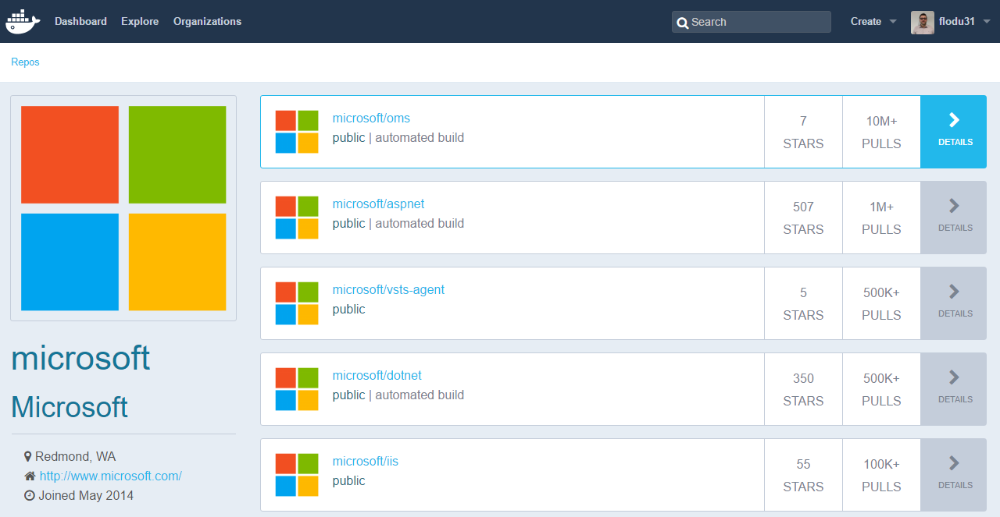 Dashboard Explore Organizations Search Create flodu31
Repos
microsoft
Microsoft
Redmond, WA
http://www.microsoft.com/
Joined May 2014
microsoft/oms
public | automated build
7
STARS
10M+
PULLS
DETAILS
microsoft/aspnet
public | automated build
507
STARS
1M+
PULLS
DETAILS
microsoft/vsts-agent
public
5
STARS
500K+
PULLS
DETAILS
microsoft/dotnet
public | automated build
350
STARS
500K+
PULLS
DETAILS
microsoft/iis
public
55
STARS
100K+
PULLS
DETAILS